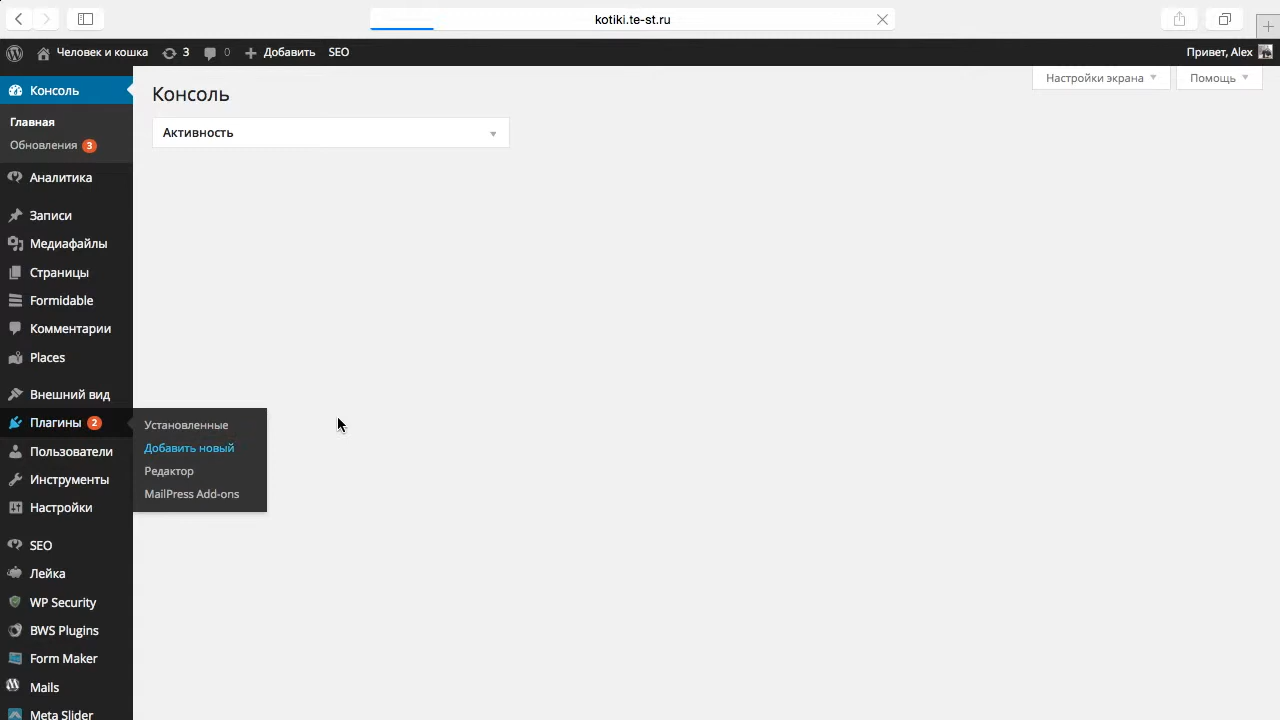 kotiki.te-st.ru
Человек и кошка 3 0 Добавить SEO Привет, Alex
Настройки экрана Помощь
Консоль
Главная
Обновления 3
Аналитика
Записи
Медиафайлы
Страницы
Formidable
Комментарии
Places
Внешний вид
Плагины 2
Пользователи
Инструменты
Настройки
SEO
Лейка
WP Security
BWS Plugins
Form Maker
Mails
Meta Slider
Установленные
Добавить новый
Редактор
MailPress Add-ons
Консоль
Активность